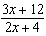 3x + 12
2x + 4